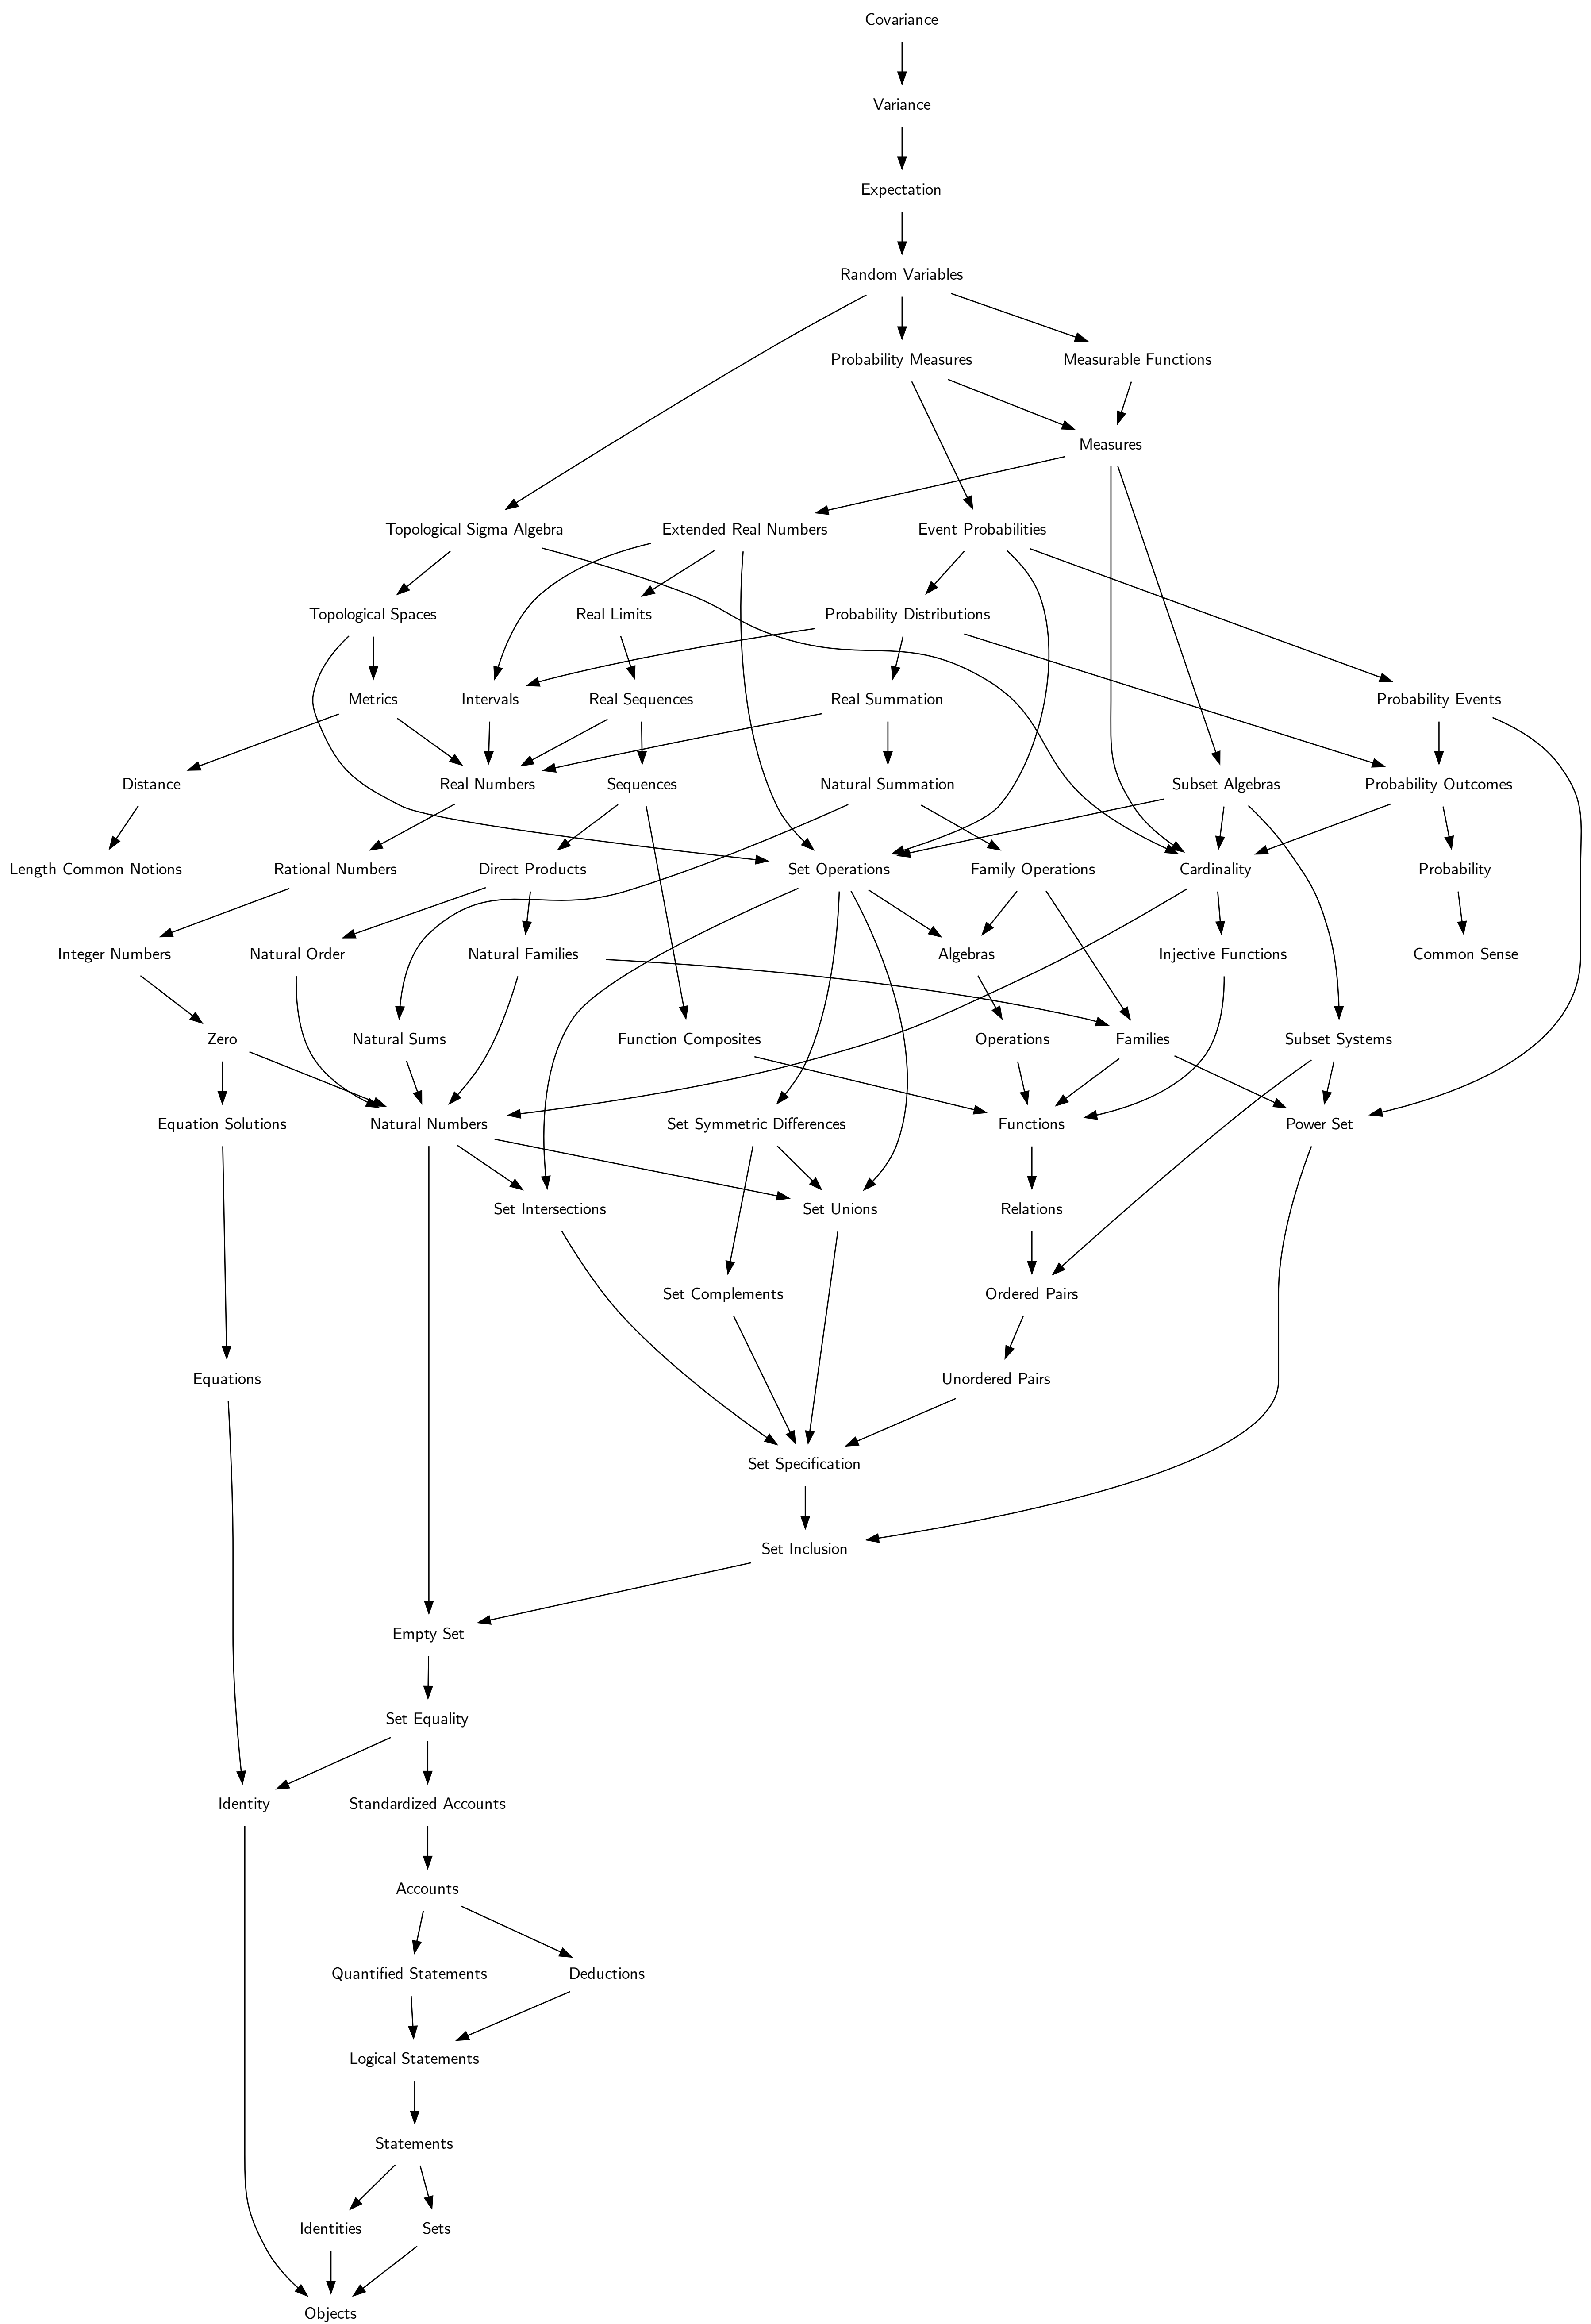 Covariance
Variance
Expectation
Random Variables
Probability Measures
Measurable Functions
Measures
Topological Sigma Algebra
Extended Real Numbers
Event Probabilities
Topological Spaces
Real Limits
Probability Distributions
Metrics
Intervals
Real Sequences
Real Summation
Probability Events
Distance
Real Numbers
Sequences
Natural Summation
Subset Algebras
Probability Outcomes
Length Common Notions
Rational Numbers
Direct Products
Set Operations
Family Operations
Cardinality
Probability
Integer Numbers
Natural Order
Natural Families
Algebras
Injective Functions
Common Sense
Zero
Natural Sums
Function Composites
Operations
Families
Subset Systems
Equation Solutions
Natural Numbers
Set Symmetric Differences
Functions
Power Set
Set Intersections
Set Unions
Relations
Set Complements
Ordered Pairs
Equations
Unordered Pairs
Set Specification
Set Inclusion
Empty Set
Set Equality
Identity
Standardized Accounts
Accounts
Quantified Statements
Deductions
Logical Statements
Statements
Identities
Sets
Objects